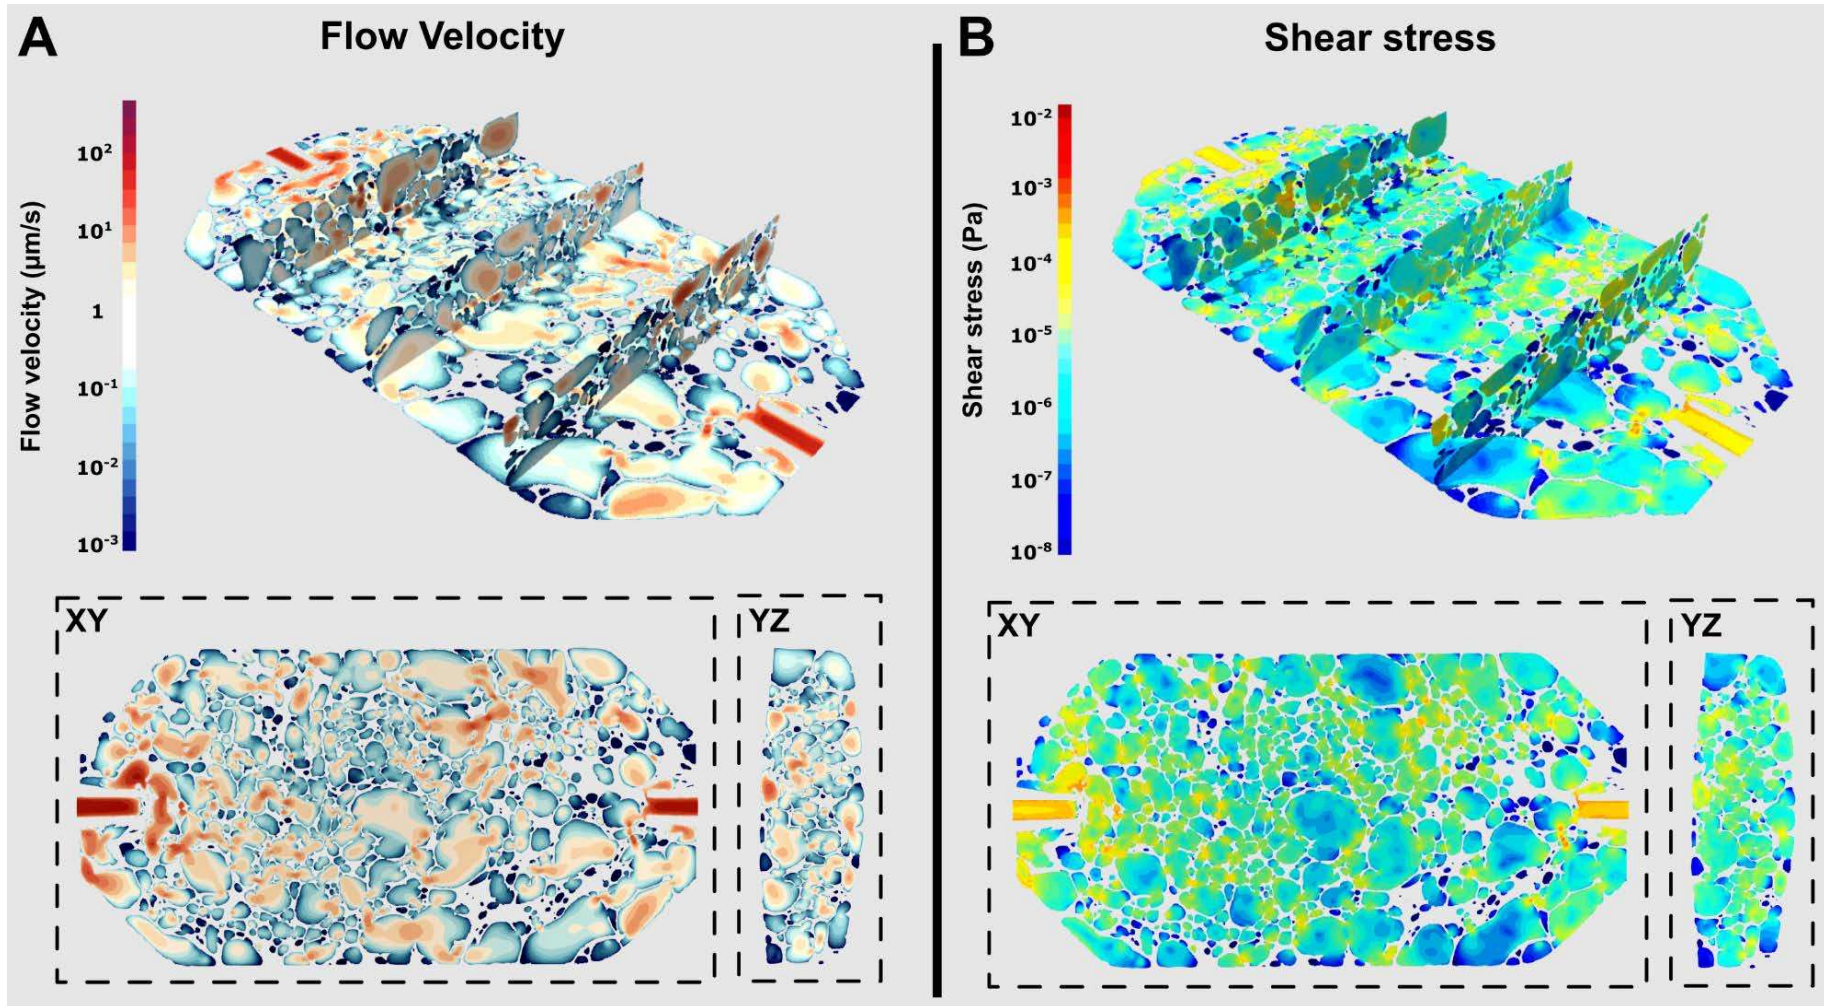 A
Flow Velocity
Flow velocity (μm/s)
10²
10¹
1
10⁻¹
10⁻²
10⁻³
XY
YZ
B
Shear stress
Shear stress (Pa)
10⁻²
10⁻³
10⁻⁴
10⁻⁵
10⁻⁶
10⁻⁷
10⁻⁸
XY
YZ